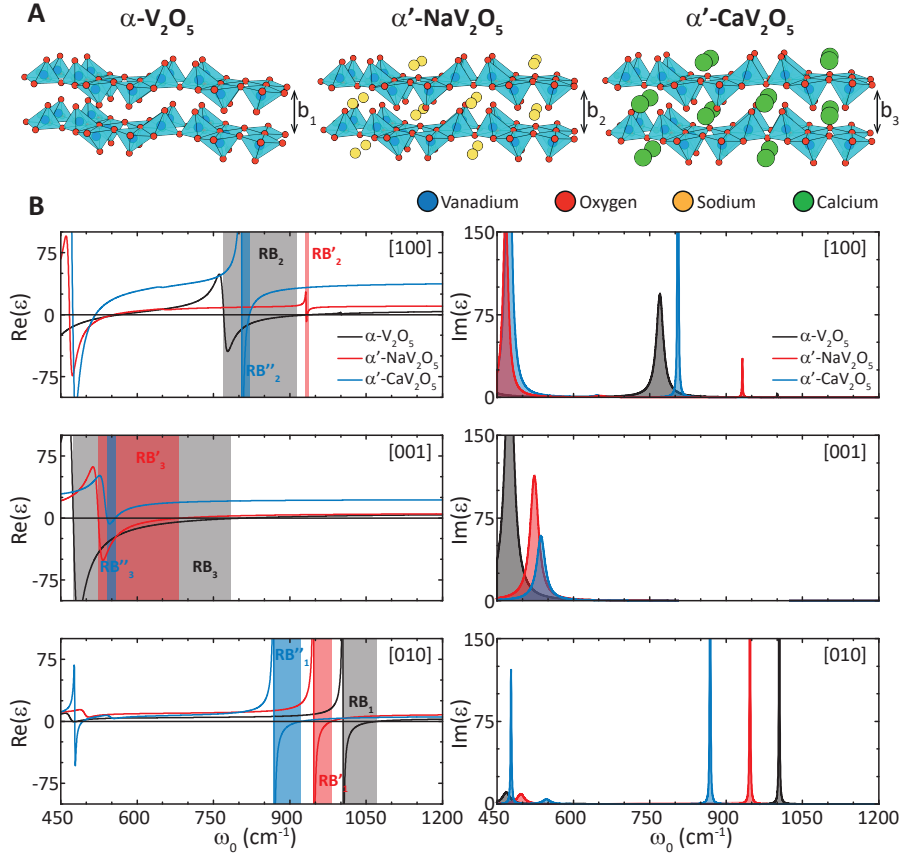 A
α-V₂O₅
α’-NaV₂O₅
α’-CaV₂O₅
b₁
b₂
b₃
Vanadium
Oxygen
Sodium
Calcium
B
75
0
-75
Re(ε)
RB₂
RB’₂
RB’’₂
[100]
150
75
0
Im(ε)
[100]
α-V₂O₅
α’-NaV₂O₅
α’-CaV₂O₅
75
0
-75
Re(ε)
RB’₃
RB’’₃
RB₃
[001]
150
75
0
Im(ε)
[001]
75
0
-75
Re(ε)
RB’’₁
RB₁
RB’₁
[010]
450 600 750 900 1050 1200
ω₀ (cm⁻¹)
150
75
0
Im(ε)
[010]
450 600 750 900 1050 1200
ω₀ (cm⁻¹)